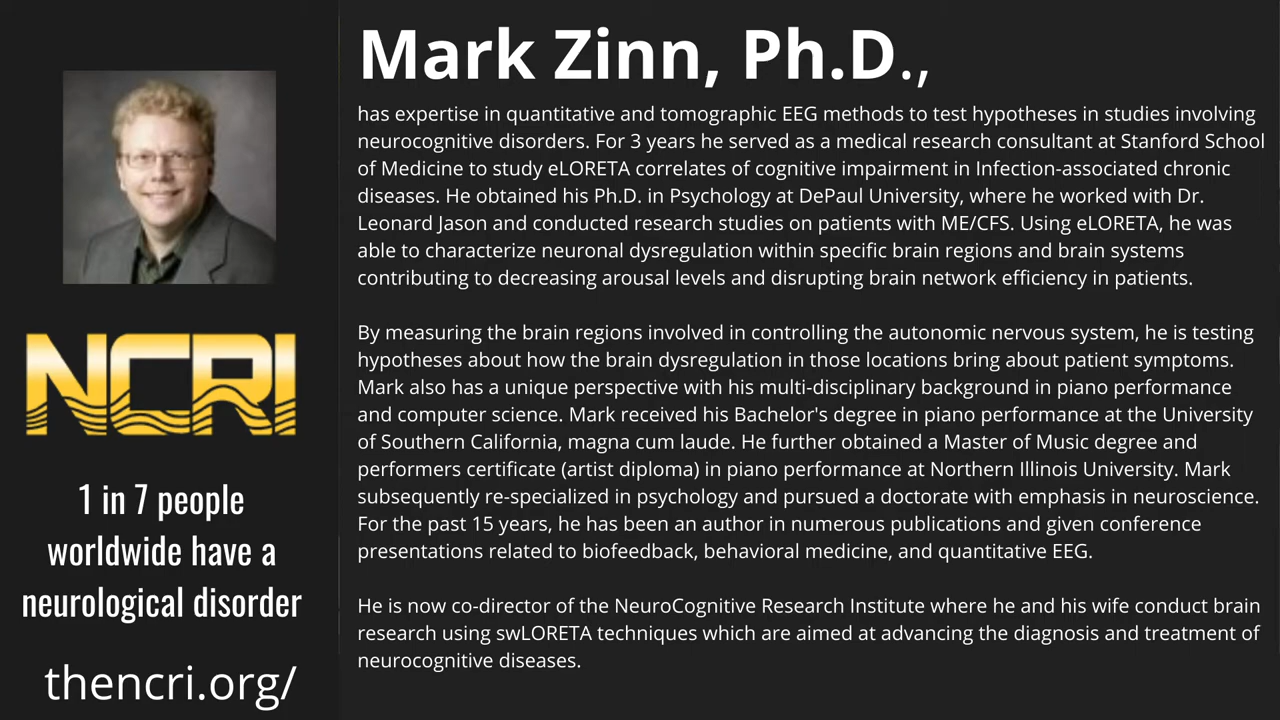 Mark Zinn, Ph.D.,
has expertise in quantitative and tomographic EEG methods to test hypotheses in studies involving
neurocognitive disorders. For 3 years he served as a medical research consultant at Stanford School
of Medicine to study eLORETA correlates of cognitive impairment in Infection-associated chronic
diseases. He obtained his Ph.D. in Psychology at DePaul University, where he worked with Dr.
Leonard Jason and conducted research studies on patients with ME/CFS. Using eLORETA, he was
able to characterize neuronal dysregulation within specific brain regions and brain systems
contributing to decreasing arousal levels and disrupting brain network efficiency in patients.
By measuring the brain regions involved in controlling the autonomic nervous system, he is testing
hypotheses about how the brain dysregulation in those locations bring about patient symptoms.
Mark also has a unique perspective with his multi-disciplinary background in piano performance
and computer science. Mark received his Bachelor's degree in piano performance at the University
of Southern California, magna cum laude. He further obtained a Master of Music degree and
performers certificate (artist diploma) in piano performance at Northern Illinois University. Mark
subsequently re-specialized in psychology and pursued a doctorate with emphasis in neuroscience.
For the past 15 years, he has been an author in numerous publications and given conference
presentations related to biofeedback, behavioral medicine, and quantitative EEG.
He is now co-director of the NeuroCognitive Research Institute where he and his wife conduct brain
research using swLORETA techniques which are aimed at advancing the diagnosis and treatment of
neurocognitive diseases.
NCRI
1 in 7 people
worldwide have a
neurological disorder
thencri.org/